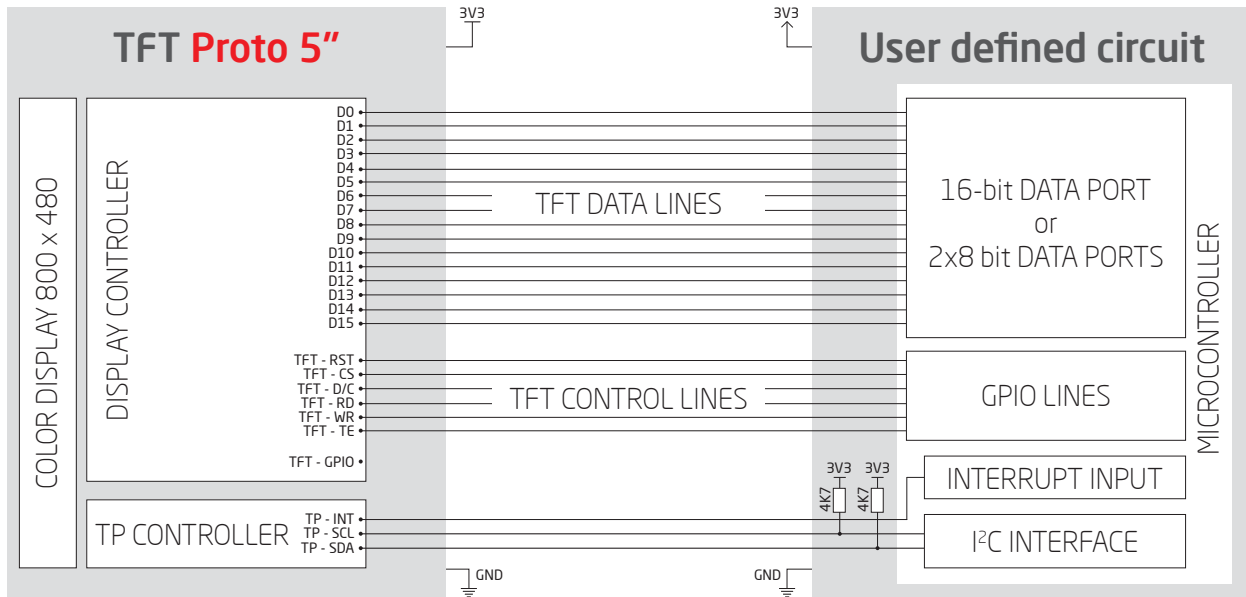 3V3
3V3
TFT Proto 5”
User defined circuit
COLOR DISPLAY 800 x 480
DISPLAY CONTROLLER
D0
D1
D2
D3
D4
D5
D6
D7
D8
D9
D10
D11
D12
D13
D14
D15
TFT DATA LINES
16-bit DATA PORT
or
2x8 bit DATA PORTS
MICROCONTROLLER
TFT - RST
TFT - CS
TFT - D/C
TFT - RD
TFT - WR
TFT - TE
TFT - GPIO
TFT CONTROL LINES
GPIO LINES
3V3
3V3
4K7
4K7
INTERRUPT INPUT
TP CONTROLLER
TP - INT
TP - SCL
TP - SDA
I²C INTERFACE
GND
GND